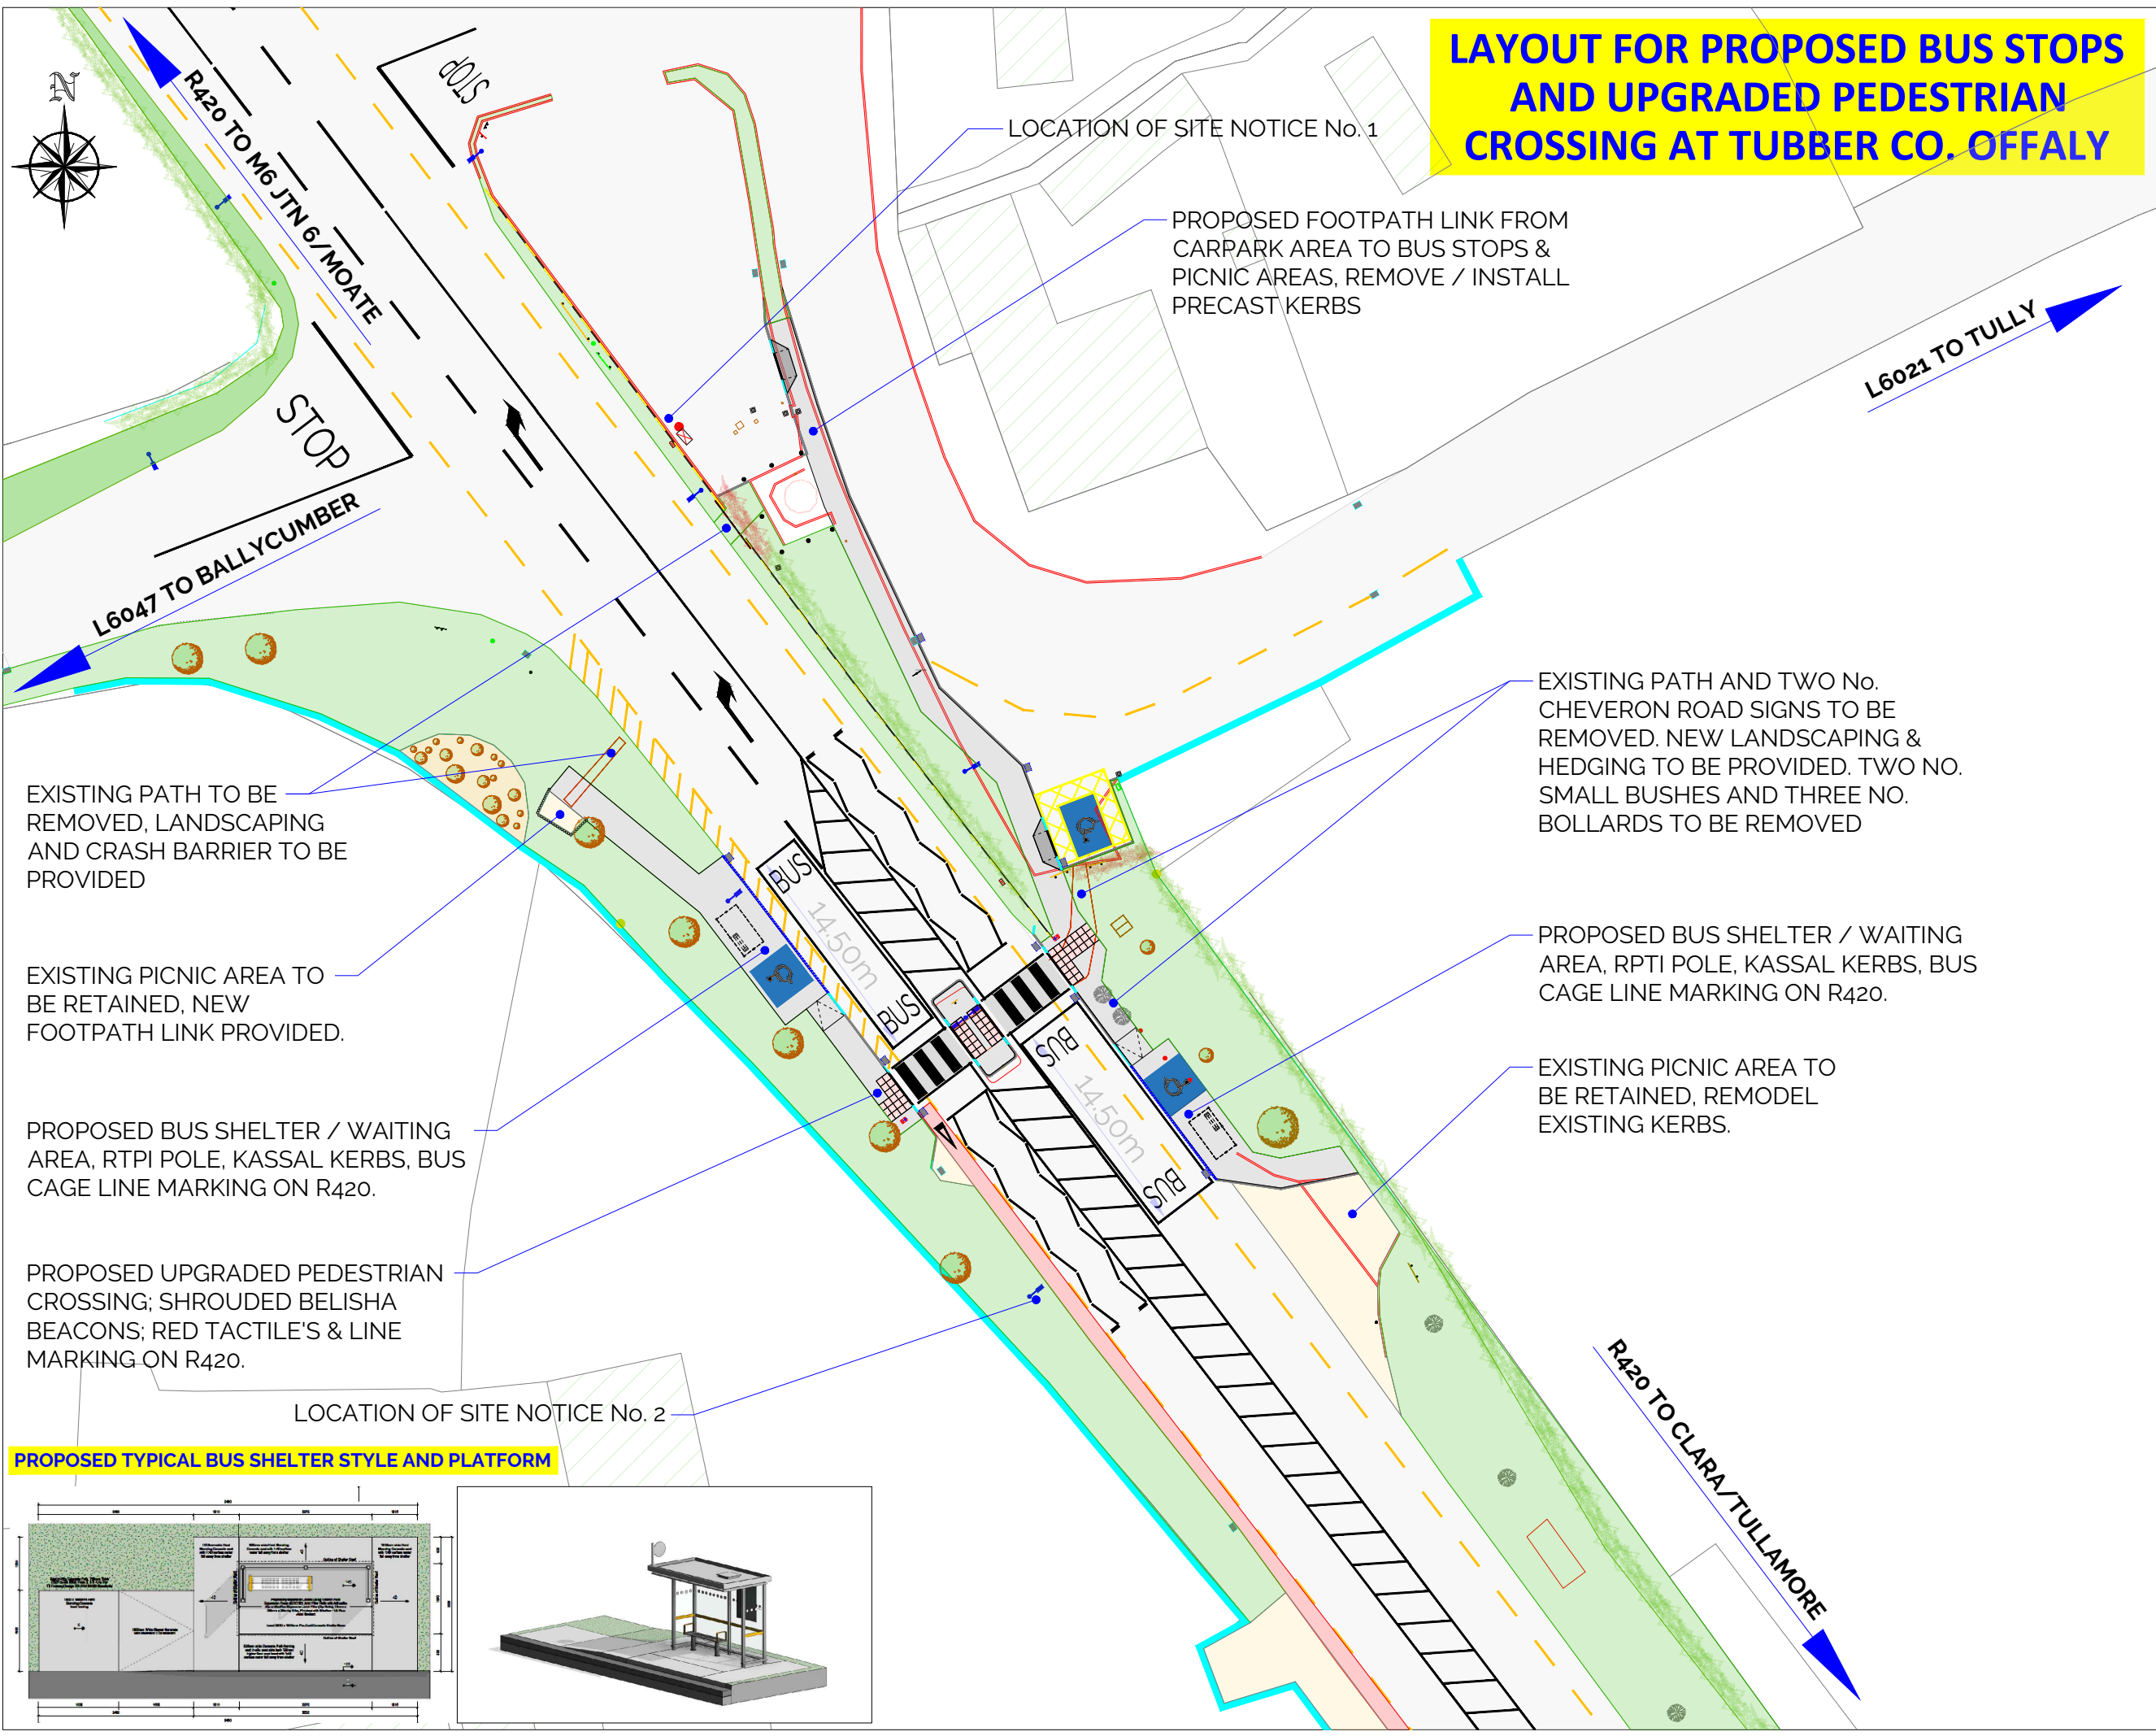 LAYOUT FOR PROPOSED BUS STOPS
AND UPGRADED PEDESTRIAN
CROSSING AT TUBBER CO. OFFALY
N
R420 TO M6 JTN 6/MOATE
STOP
LOCATION OF SITE NOTICE No. 1
PROPOSED FOOTPATH LINK FROM
CARPARK AREA TO BUS STOPS &
PICNIC AREAS, REMOVE / INSTALL
PRECAST KERBS
L6021 TO TULLY
STOP
L6047 TO BALLYCUMBER
EXISTING PATH AND TWO No.
CHEVERON ROAD SIGNS TO BE
REMOVED. NEW LANDSCAPING &
HEDGING TO BE PROVIDED. TWO NO.
SMALL BUSHES AND THREE NO.
BOLLARDS TO BE REMOVED
EXISTING PATH TO BE
REMOVED, LANDSCAPING
AND CRASH BARRIER TO BE
PROVIDED
BUS
14.50m
BUS
PROPOSED BUS SHELTER / WAITING
AREA, RPTI POLE, KASSAL KERBS, BUS
CAGE LINE MARKING ON R420.
EXISTING PICNIC AREA TO
BE RETAINED, NEW
FOOTPATH LINK PROVIDED.
BUS
14.50m
BUS
EXISTING PICNIC AREA TO
BE RETAINED, REMODEL
EXISTING KERBS.
PROPOSED BUS SHELTER / WAITING
AREA, RTPI POLE, KASSAL KERBS, BUS
CAGE LINE MARKING ON R420.
PROPOSED UPGRADED PEDESTRIAN
CROSSING; SHROUDED BELISHA
BEACONS; RED TACTILE'S & LINE
MARKING ON R420.
LOCATION OF SITE NOTICE No. 2
R420 TO CLARA/TULLAMORE
PROPOSED TYPICAL BUS SHELTER STYLE AND PLATFORM